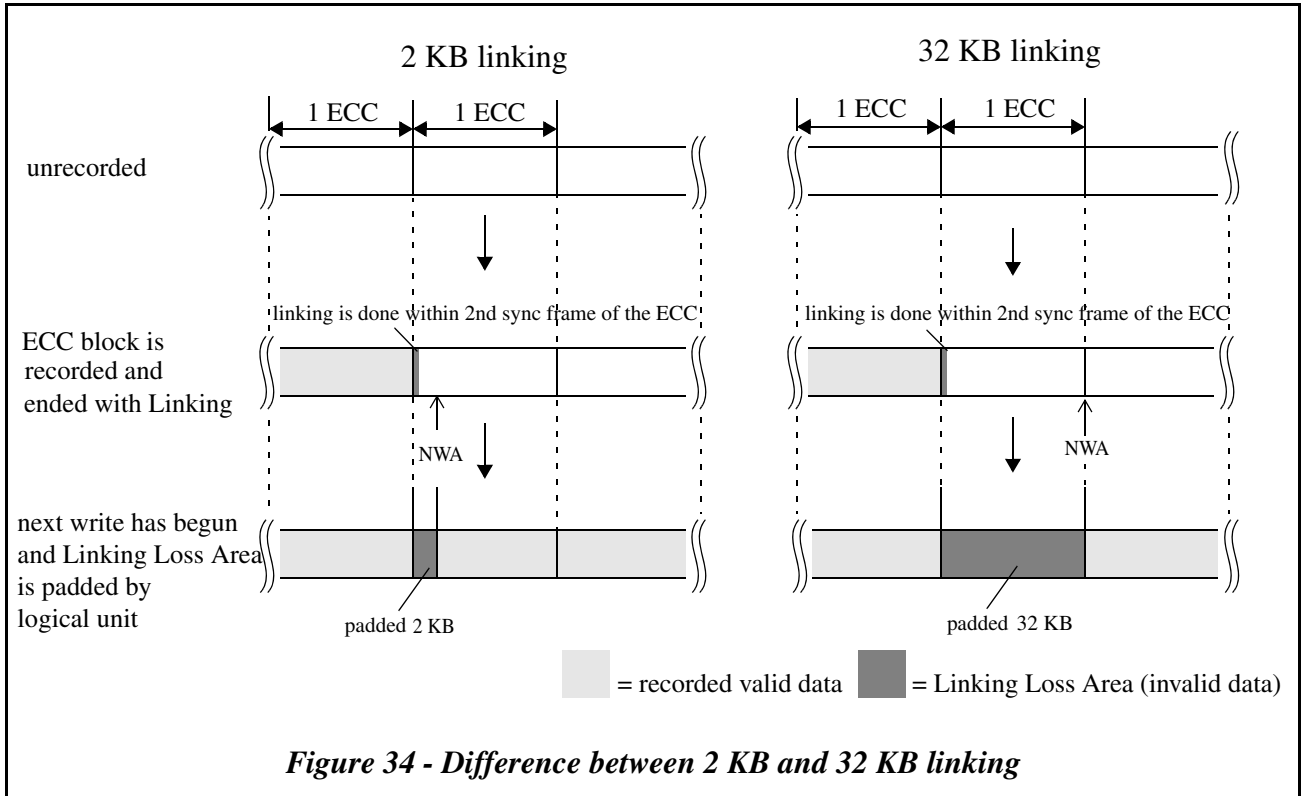 2 KB linking
32 KB linking
1 ECC
1 ECC
1 ECC
1 ECC
unrecorded
linking is done within 2nd sync frame of the ECC
linking is done within 2nd sync frame of the ECC
ECC block is
recorded and
ended with Linking
NWA
NWA
next write has begun
and Linking Loss Area
is padded by
logical unit
padded 2 KB
padded 32 KB
= recorded valid data
= Linking Loss Area (invalid data)
Figure 34 - Difference between 2 KB and 32 KB linking